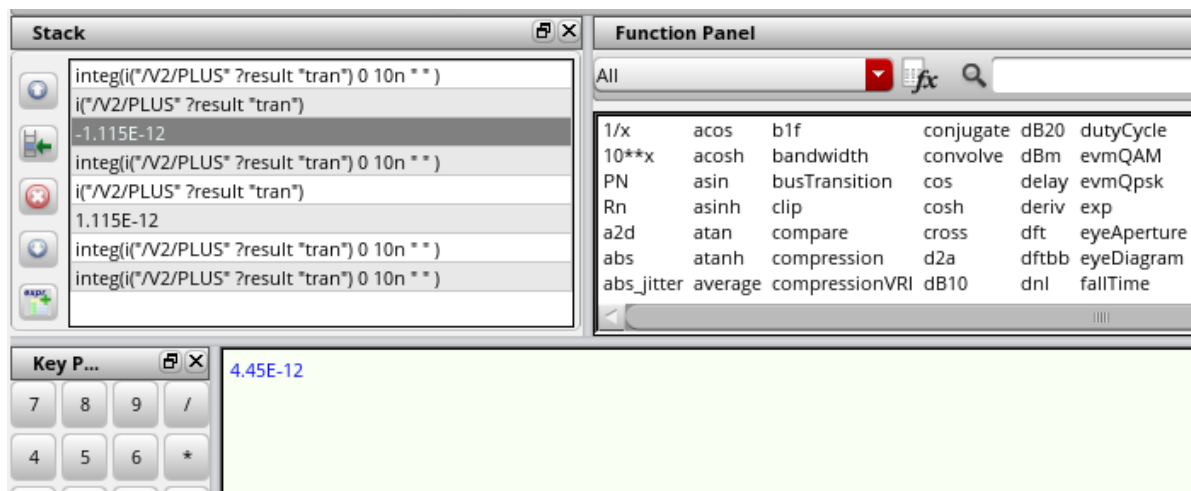 Stack
integ(i("/V2/PLUS" ?result "tran") 0 10n " " )
i("/V2/PLUS" ?result "tran")
-1.115E-12
integ(i("/V2/PLUS" ?result "tran") 0 10n " " )
i("/V2/PLUS" ?result "tran")
1.115E-12
integ(i("/V2/PLUS" ?result "tran") 0 10n " " )
integ(i("/V2/PLUS" ?result "tran") 0 10n " " )
expr
Function Panel
All
fx
1/x acos b1f conjugate dB20 dutyCycle
10**x acosh bandwidth convolve dBm evmQAM
PN asin busTransition cos delay evmQpsk
Rn asinh clip cosh deriv exp
a2d atan compare cross dft eyeAperture
abs atanh compression d2a dftbb eyeDiagram
abs_jitter average compressionVRI dB10 dnl fallTime
Key P...
7 8 9 /
4 5 6 *
4.45E-12